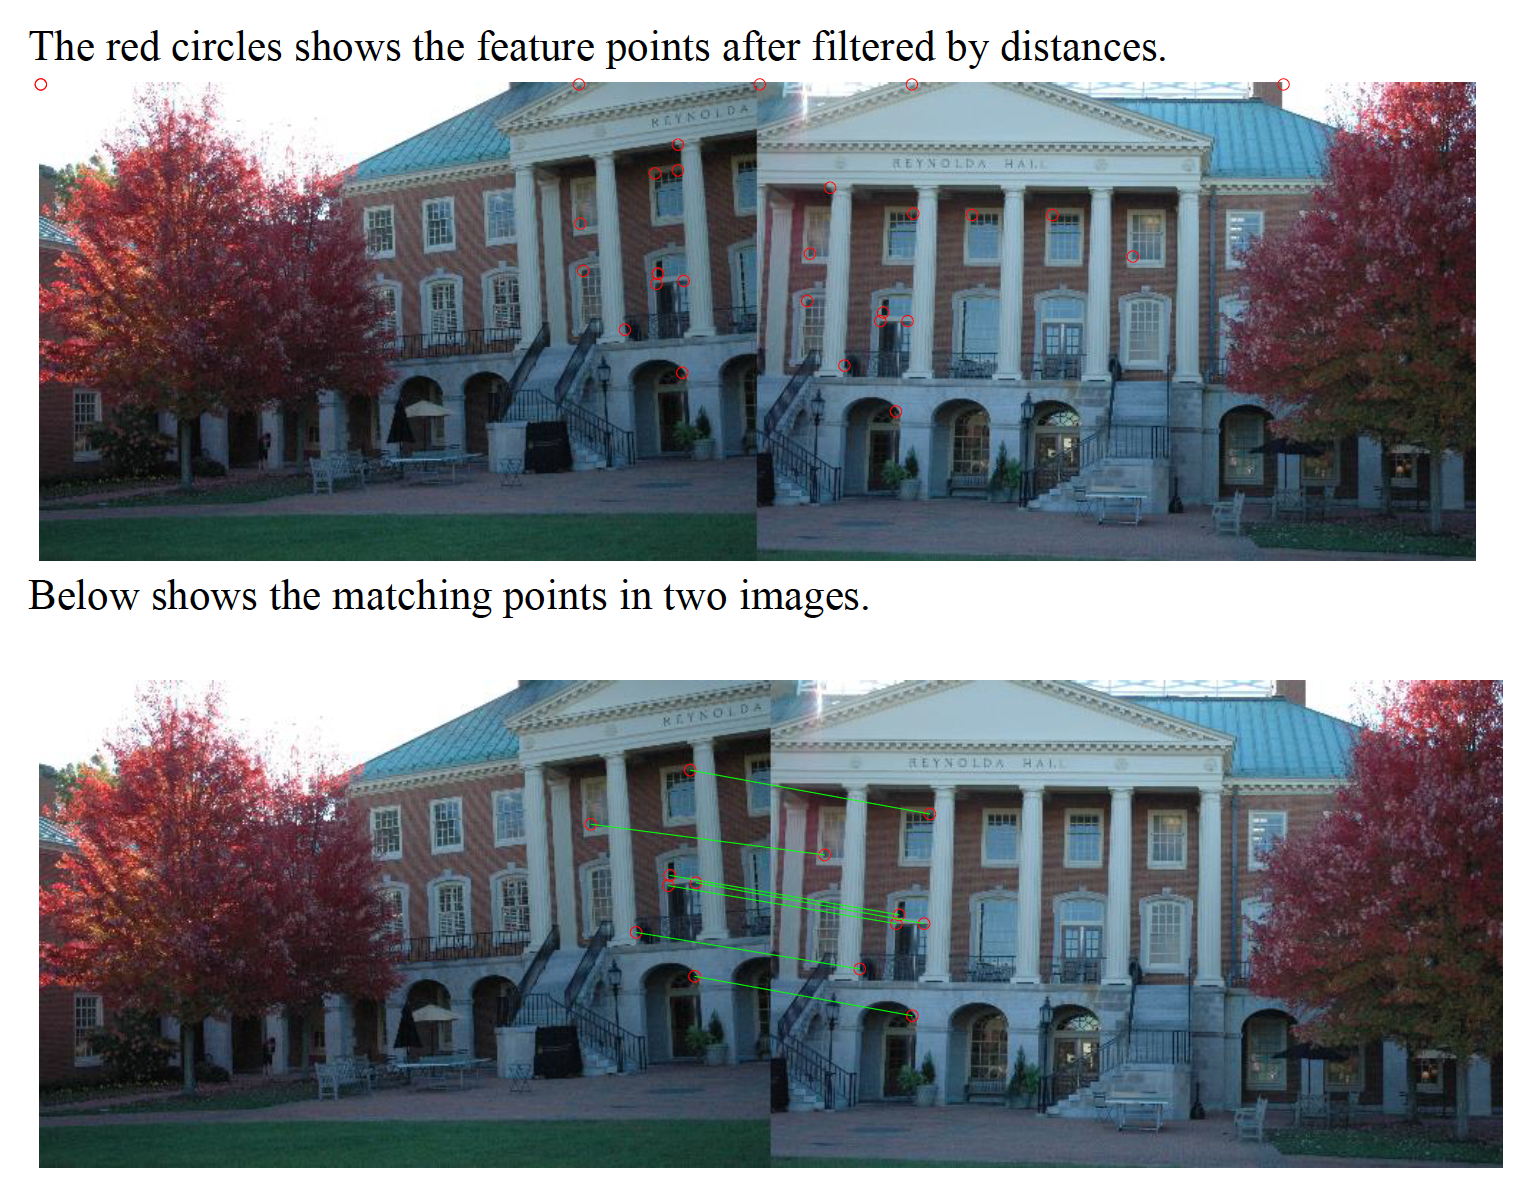 The red circles shows the feature points after filtered by distances.
REYNOLDA
REYNOLDA HALL
Below shows the matching points in two images.
REYNOLDA
REYNOLDA HALL